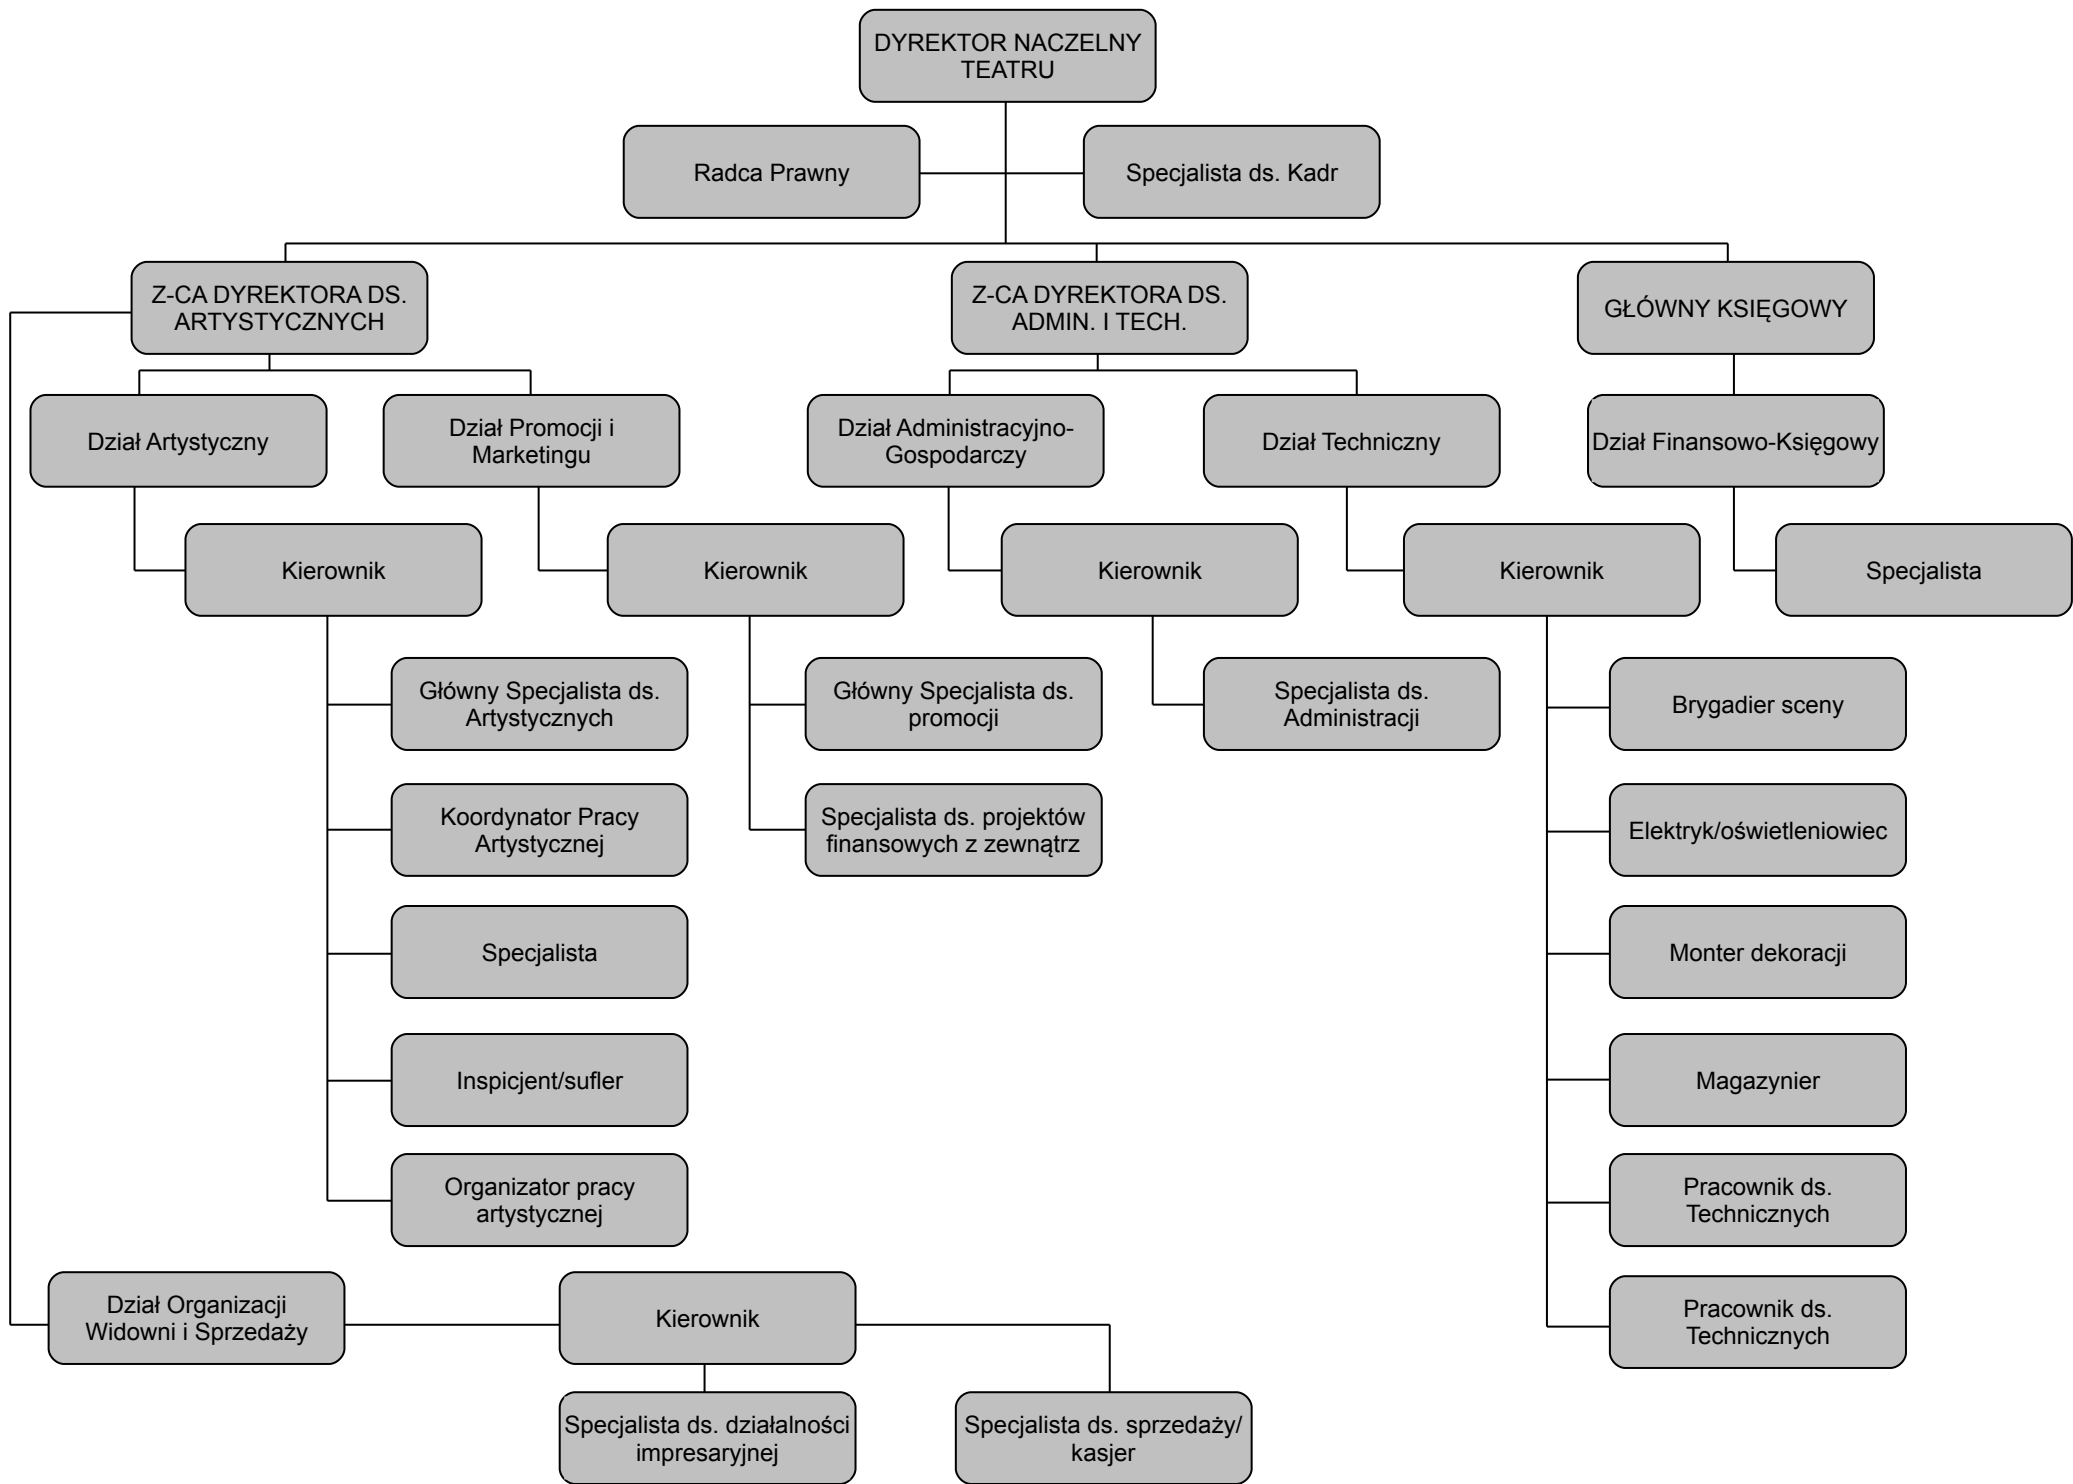 DYREKTOR NACZELNY
TEATRU
Radca Prawny
Specjalista ds. Kadr
Z-CA DYREKTORA DS.
ARTYSTYCZNYCH
Z-CA DYREKTORA DS.
ADMIN. I TECH.
GŁÓWNY KSIĘGOWY
Dział Artystyczny
Dział Promocji i
Marketingu
Dział Administracyjno-
Gospodarczy
Dział Techniczny
Dział Finansowo-Księgowy
Kierownik
Kierownik
Kierownik
Kierownik
Specjalista
Główny Specjalista ds.
Artystycznych
Główny Specjalista ds.
promocji
Specjalista ds.
Administracji
Brygadier sceny
Koordynator Pracy
Artystycznej
Specjalista ds. projektów
finansowych z zewnątrz
Elektryk/oświetleniowiec
Specjalista
Monter dekoracji
Inspicjent/sufler
Magazynier
Organizator pracy
artystycznej
Pracownik ds.
Technicznych
Dział Organizacji
Widowni i Sprzedaży
Kierownik
Pracownik ds.
Technicznych
Specjalista ds. działalności
impresaryjnej
Specjalista ds. sprzedaży/
kasjer